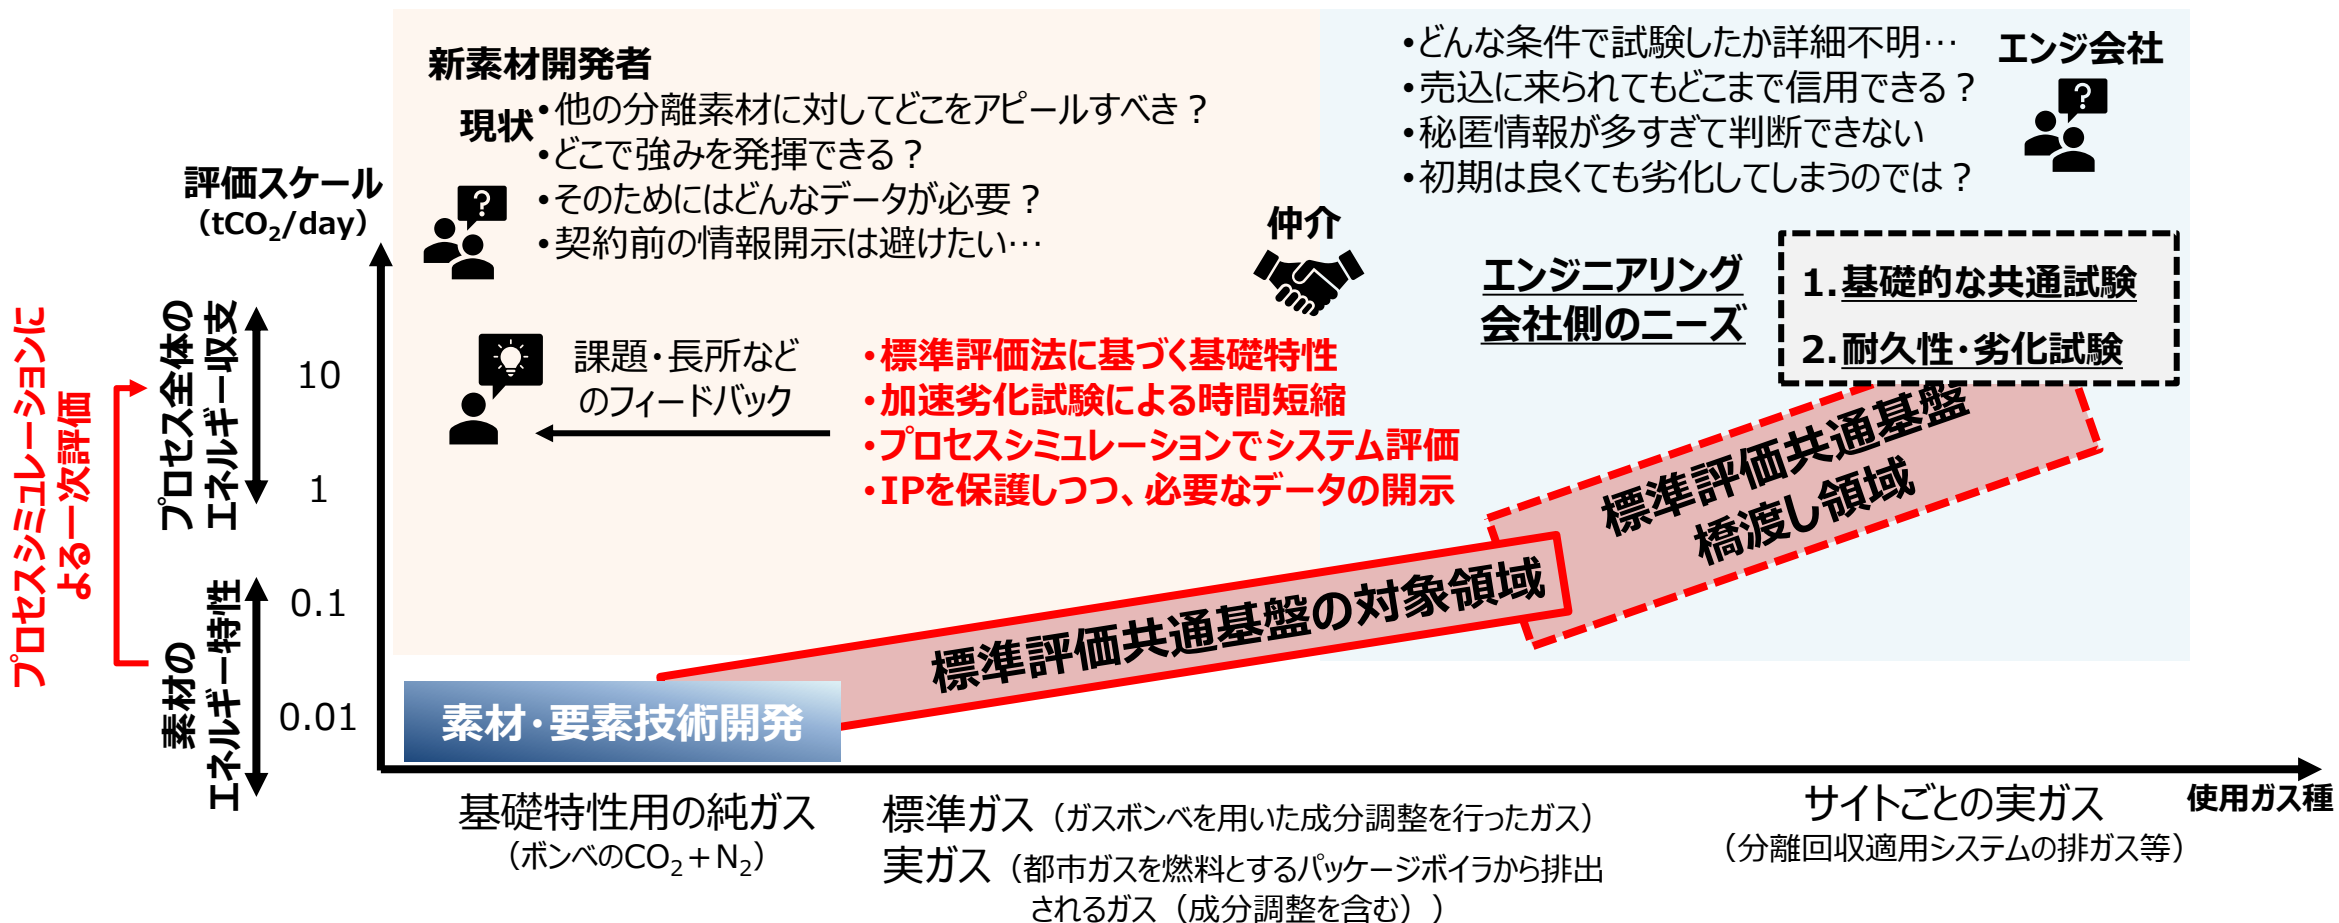 新素材開発者
現状
•他の分離素材に対してどこをアピールすべき？
•どこで強みを発揮できる？
•そのためにはどんなデータが必要？
•契約前の情報開示は避けたい…
•どんな条件で試験したか詳細不明…
•売込に来られてもどこまで信用できる？
•秘匿情報が多すぎて判断できない
•初期は良くても劣化してしまうのでは？
エンジ会社
仲介
エンジニアリング
会社側のニーズ
1.基礎的な共通試験
2.耐久性・劣化試験
課題・長所など
のフィードバック
・標準評価法に基づく基礎特性
・加速劣化試験による時間短縮
・プロセスシミュレーションでシステム評価
・IPを保護しつつ、必要なデータの開示
評価スケール
（tCO₂/day）
プロセスシミュレーションに
よる一次評価
プロセス全体の
エネルギー収支
素材の
エネルギー特性
10
1
0.1
0.01
標準評価共通基盤
橋渡し領域
標準評価共通基盤の対象領域
素材・要素技術開発
基礎特性用の純ガス
（ボンベのCO₂＋N₂）
標準ガス（ガスボンベを用いた成分調整を行ったガス）
実ガス（都市ガスを燃料とするパッケージボイラから排出
されるガス（成分調整を含む））
サイトごとの実ガス
（分離回収適用システムの排ガス等）
使用ガス種